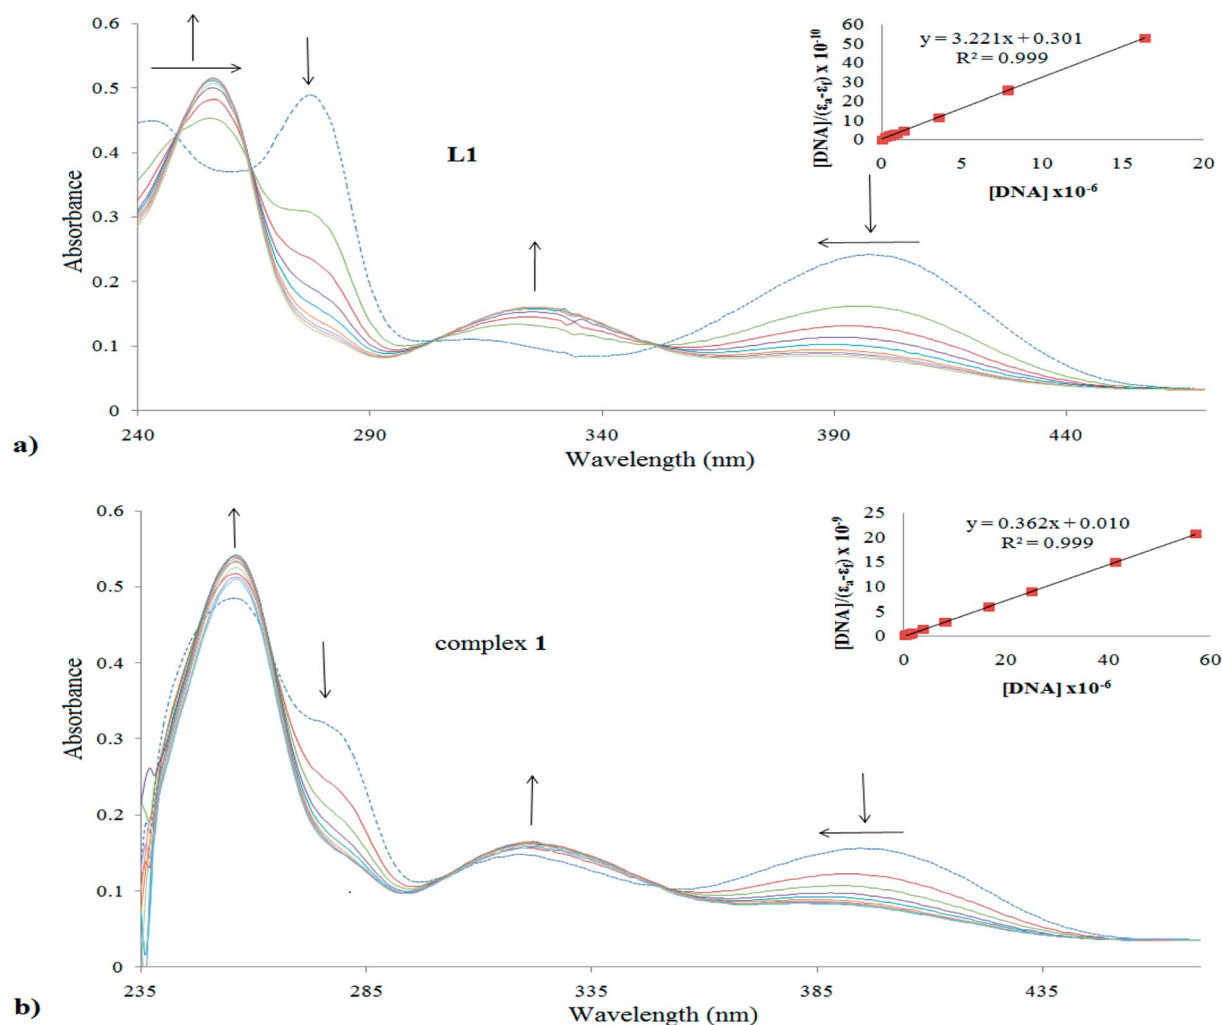 0.6
0.5
0.4
0.3
0.2
0.1
0
Absorbance
240
290
340
390
440
Wavelength (nm)
a)
L1
60
50
40
30
20
10
0
[DNA]/(εa-εf) x 10⁻¹⁰
y = 3.221x + 0.301
R² = 0.999
0
5
10
15
20
[DNA] x10⁻⁶
0.6
0.5
0.4
0.3
0.2
0.1
0
Absorbance
235
285
335
385
435
Wavelength (nm)
b)
complex 1
25
20
15
10
5
0
[DNA]/(εa-εf) x 10⁻⁹
y = 0.362x + 0.010
R² = 0.999
0
20
40
60
[DNA] x10⁻⁶